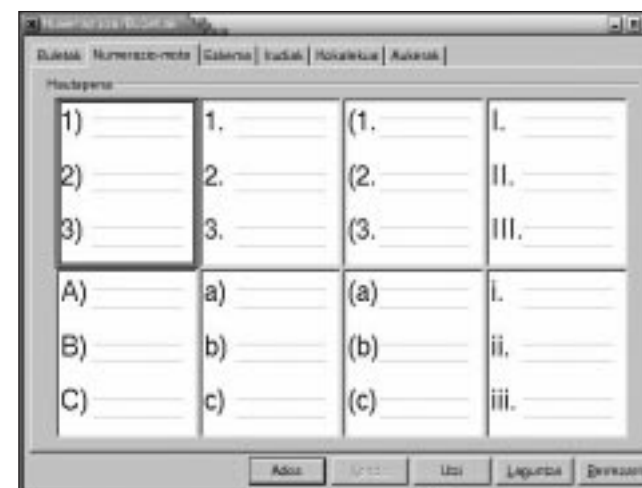 Buletak Numerazio-mota Eskema Irudiak Kokalekua Aukerak
Hautapena
1) 1. (1. I.
2) 2. (2. II.
3) 3. (3. III.
A) a) (a) i.
B) b) (b) ii.
C) c) (c) iii.
Ados Utzi Laguntza